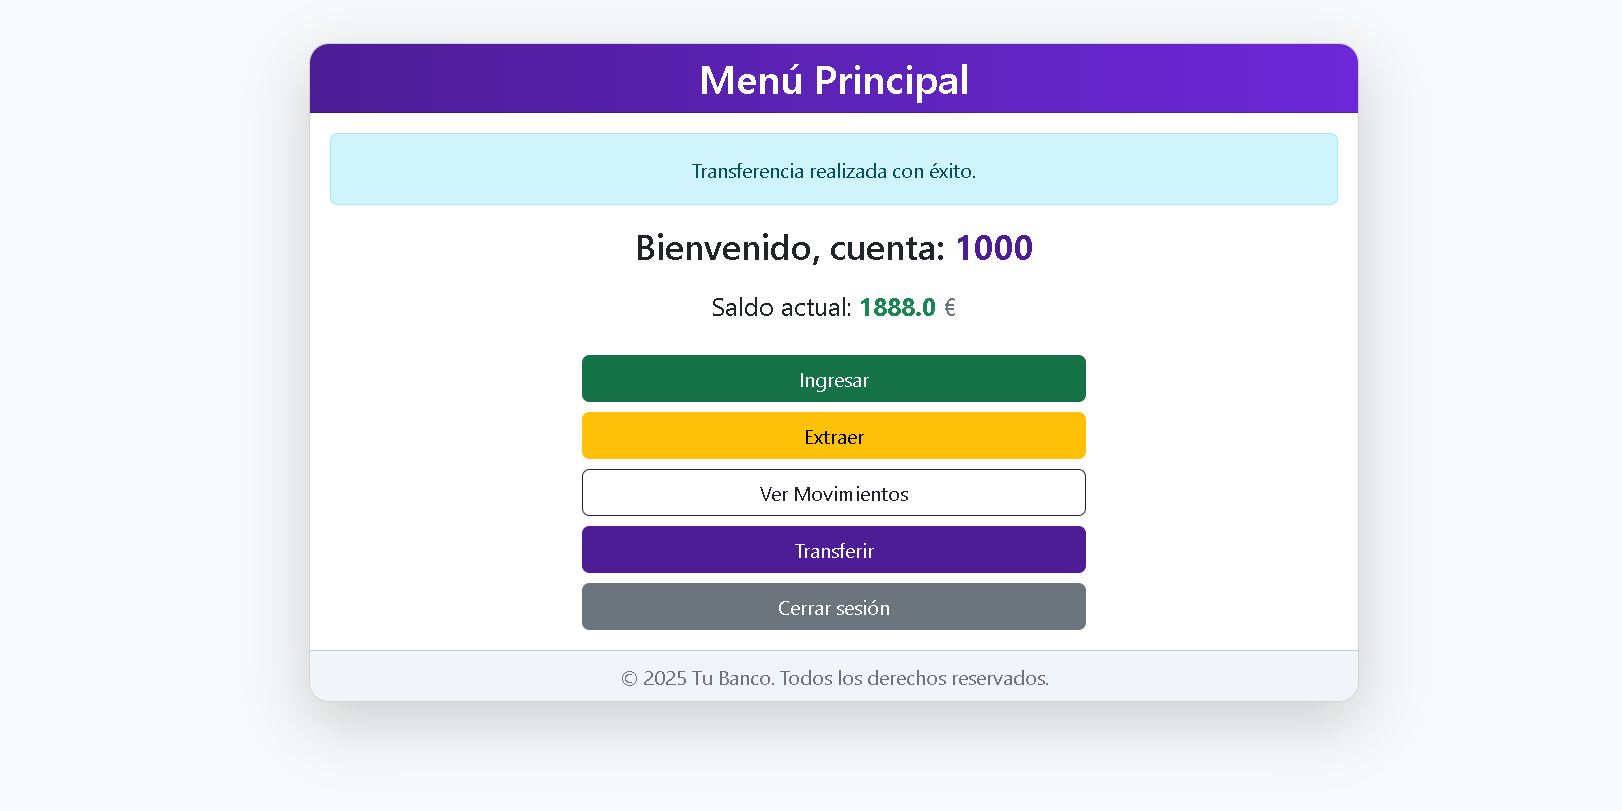 Menú Principal
Transferencia realizada con éxito.
Bienvenido, cuenta: 1000
Saldo actual: 1888.0 €
Ingresar
Extraer
Ver Movimientos
Transferir
Cerrar sesión
© 2025 Tu Banco. Todos los derechos reservados.